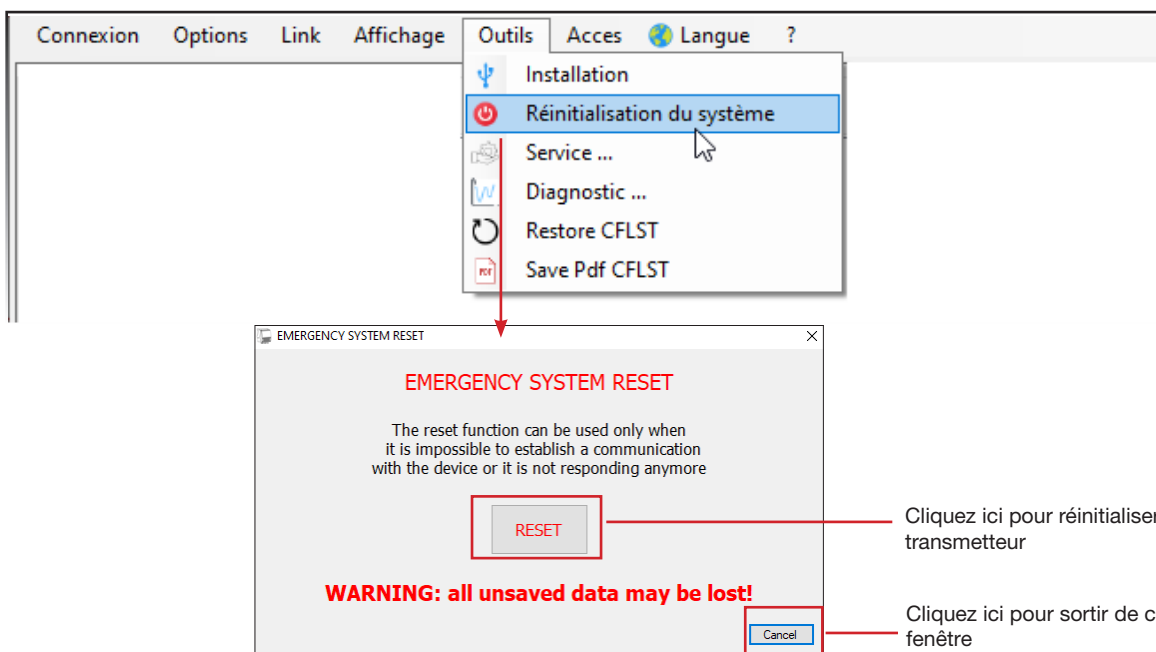 Connexion Options Link Affichage Outils Acces Langue ?
Installation
Réinitialisation du système
Service ...
Diagnostic ...
Restore CFLST
PDF Save Pdf CFLST
EMERGENCY SYSTEM RESET
EMERGENCY SYSTEM RESET
The reset function can be used only when
it is impossible to establish a communication
with the device or it is not responding anymore
RESET
Cliquez ici pour réinitialiser
transmetteur
WARNING: all unsaved data may be lost!
Cancel
Cliquez ici pour sortir de
fenêtre